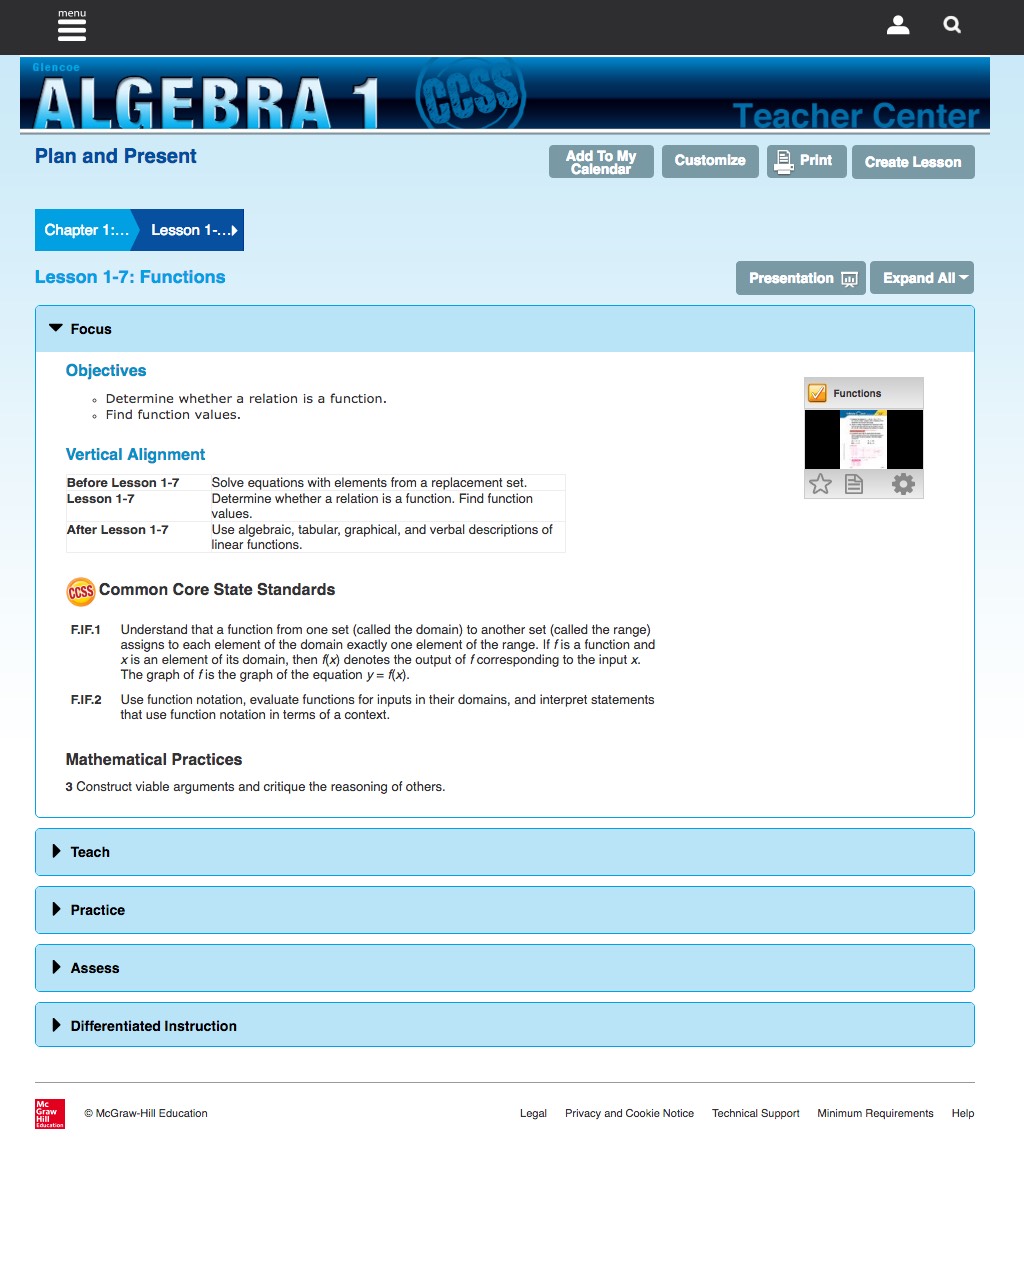 menu
Glencoe
ALGEBRA 1
CCSS
Teacher Center
Plan and Present
Add To My
Calendar
Customize
Print
Create Lesson
Chapter 1:...
Lesson 1-...
Lesson 1-7: Functions
Presentation
Expand All
Focus
Objectives
Determine whether a relation is a function.
Find function values.
Functions
Vertical Alignment
Before Lesson 1-7 Solve equations with elements from a replacement set.
Lesson 1-7 Determine whether a relation is a function. Find function
values.
After Lesson 1-7 Use algebraic, tabular, graphical, and verbal descriptions of
linear functions.
CCSS Common Core State Standards
F.IF.1 Understand that a function from one set (called the domain) to another set (called the range)
assigns to each element of the domain exactly one element of the range. If f is a function and
x is an element of its domain, then f(x) denotes the output of f corresponding to the input x.
The graph of f is the graph of the equation y = f(x).
F.IF.2 Use function notation, evaluate functions for inputs in their domains, and interpret statements
that use function notation in terms of a context.
Mathematical Practices
3 Construct viable arguments and critique the reasoning of others.
Teach
Practice
Assess
Differentiated Instruction
Mc
Graw
Hill
Education
© McGraw-Hill Education
Legal Privacy and Cookie Notice Technical Support Minimum Requirements Help